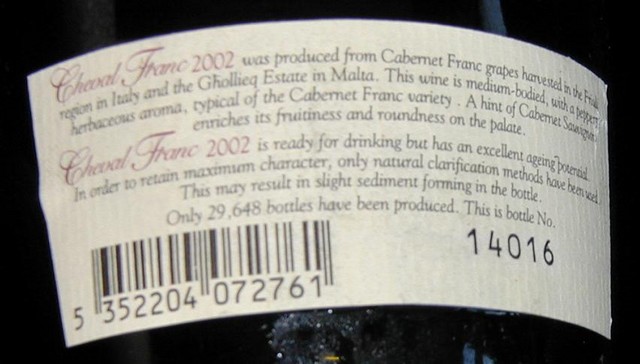 Cheval Franc 2002 was produced from Cabernet Franc grapes harvested in the Friuli
region in Italy and the Għollieq Estate in Malta. This wine is medium-bodied, with a peppery
herbaceous aroma, typical of the Cabernet Franc variety . A hint of Cabernet Sauvignon
enriches its fruitiness and roundness on the palate.
Cheval Franc 2002 is ready for drinking but has an excellent ageing potential.
In order to retain maximum character, only natural clarification methods have been used.
This may result in slight sediment forming in the bottle.
Only 29,648 bottles have been produced. This is bottle No.
14016
5 352204 072761